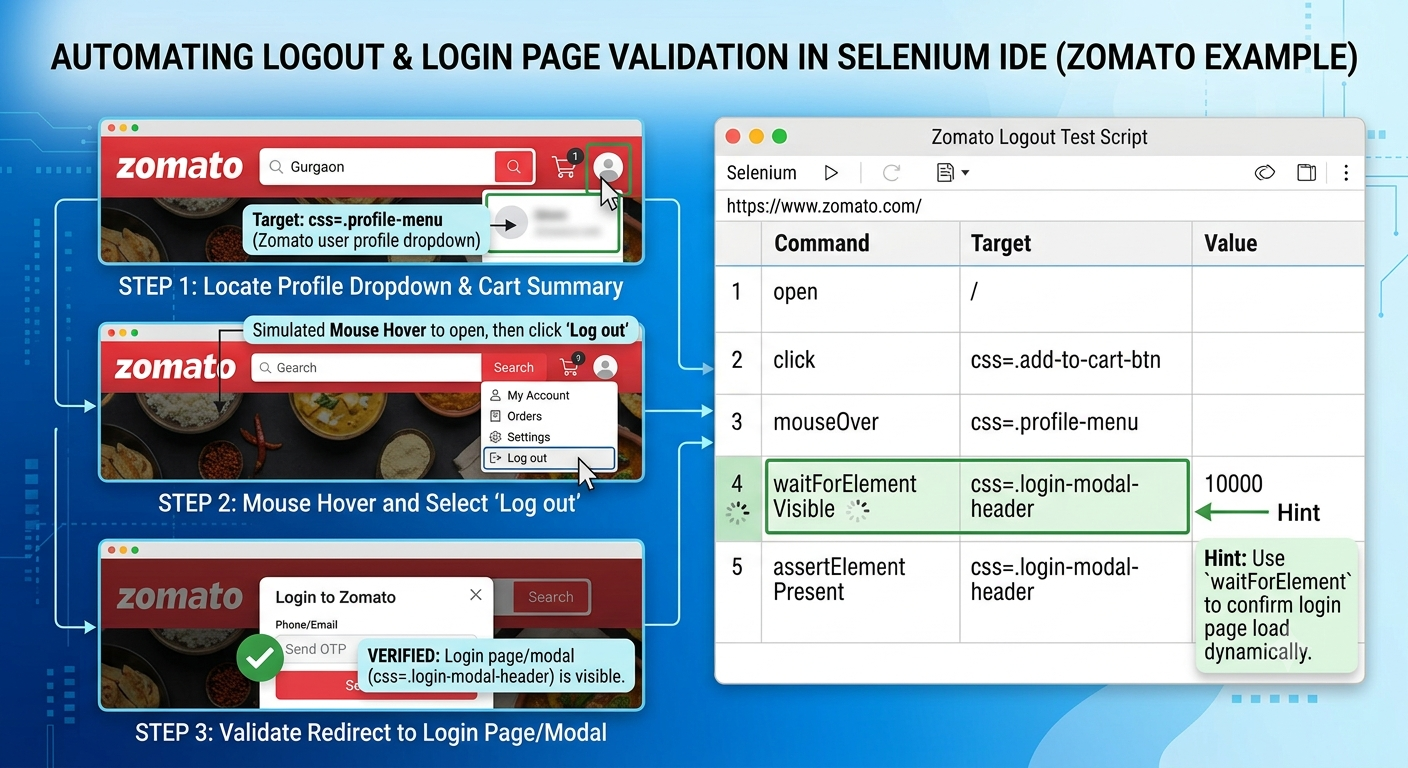 AUTOMATING LOGOUT & LOGIN PAGE VALIDATION IN SELENIUM IDE (ZOMATO EXAMPLE)
zomato
Gurgaon
1
Target: css=.profile-menu
(Zomato user profile dropdown)
STEP 1: Locate Profile Dropdown & Cart Summary
Simulated Mouse Hover to open, then click ‘Log out’
zomato
Gearch
Search
9
My Account
Orders
Settings
Log out
STEP 2: Mouse Hover and Select ‘Log out’
zomato
Search
Login to Zomato
Phone/Email
Send OTP
VERIFIED: Login page/modal
(css=.login-modal-header) is visible.
STEP 3: Validate Redirect to Login Page/Modal
Zomato Logout Test Script
Selenium
https://www.zomato.com/
Command Target Value
1 open /
2 click css=.add-to-cart-btn
3 mouseOver css=.profile-menu
4 waitForElement css=.login-modal- 10000
Visible header
Hint
5 assertElement css=.login-modal-
Present header
Hint: Use
`waitForElement`
to confirm login
page load
dynamically.